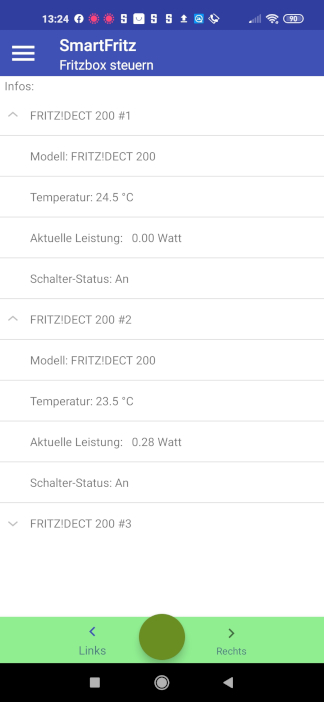 13:24
90
SmartFritz
Fritzbox steuern
Infos:
FRITZ!DECT 200 #1
Modell: FRITZ!DECT 200
Temperatur: 24.5 °C
Aktuelle Leistung: 0.00 Watt
Schalter-Status: An
FRITZ!DECT 200 #2
Modell: FRITZ!DECT 200
Temperatur: 23.5 °C
Aktuelle Leistung: 0.28 Watt
Schalter-Status: An
FRITZ!DECT 200 #3
Links
Rechts